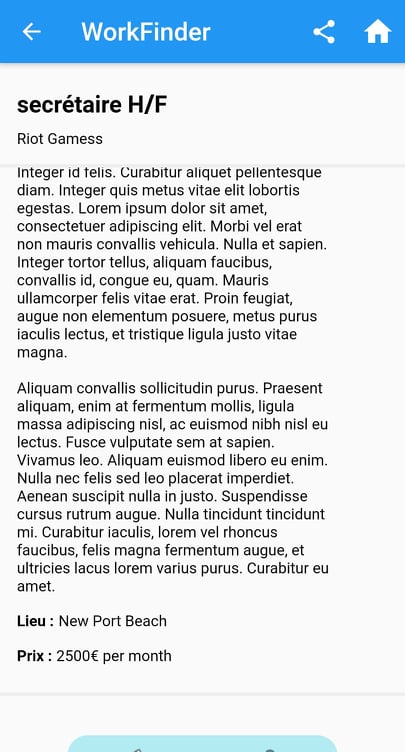 WorkFinder
secrétaire H/F
Riot Gamess
Integer id felis. Curabitur aliquet pellentesque
diam. Integer quis metus vitae elit lobortis
egestas. Lorem ipsum dolor sit amet,
consectetuer adipiscing elit. Morbi vel erat
non mauris convallis vehicula. Nulla et sapien.
Integer tortor tellus, aliquam faucibus,
convallis id, congue eu, quam. Mauris
ullamcorper felis vitae erat. Proin feugiat,
augue non elementum posuere, metus purus
iaculis lectus, et tristique ligula justo vitae
magna.
Aliquam convallis sollicitudin purus. Praesent
aliquam, enim at fermentum mollis, ligula
massa adipiscing nisl, ac euismod nibh nisl eu
lectus. Fusce vulputate sem at sapien.
Vivamus leo. Aliquam euismod libero eu enim.
Nulla nec felis sed leo placerat imperdiet.
Aenean suscipit nulla in justo. Suspendisse
cursus rutrum augue. Nulla tincidunt tincidunt
mi. Curabitur iaculis, lorem vel rhoncus
faucibus, felis magna fermentum augue, et
ultricies lacus lorem varius purus. Curabitur eu
amet.
Lieu : New Port Beach
Prix : 2500€ per month